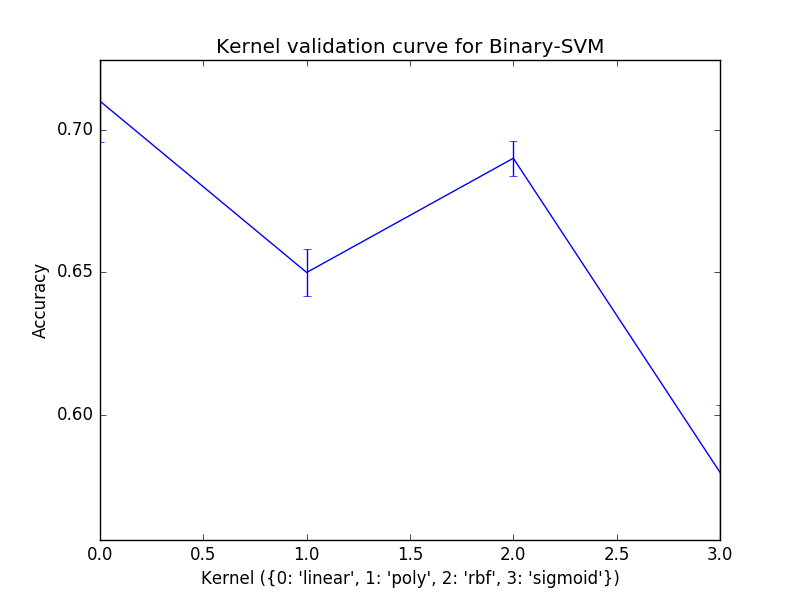 Kernel validation curve for Binary-SVM
0.70
0.65
0.60
Accuracy
0.0 0.5 1.0 1.5 2.0 2.5 3.0
Kernel ({0: 'linear', 1: 'poly', 2: 'rbf', 3: 'sigmoid'})